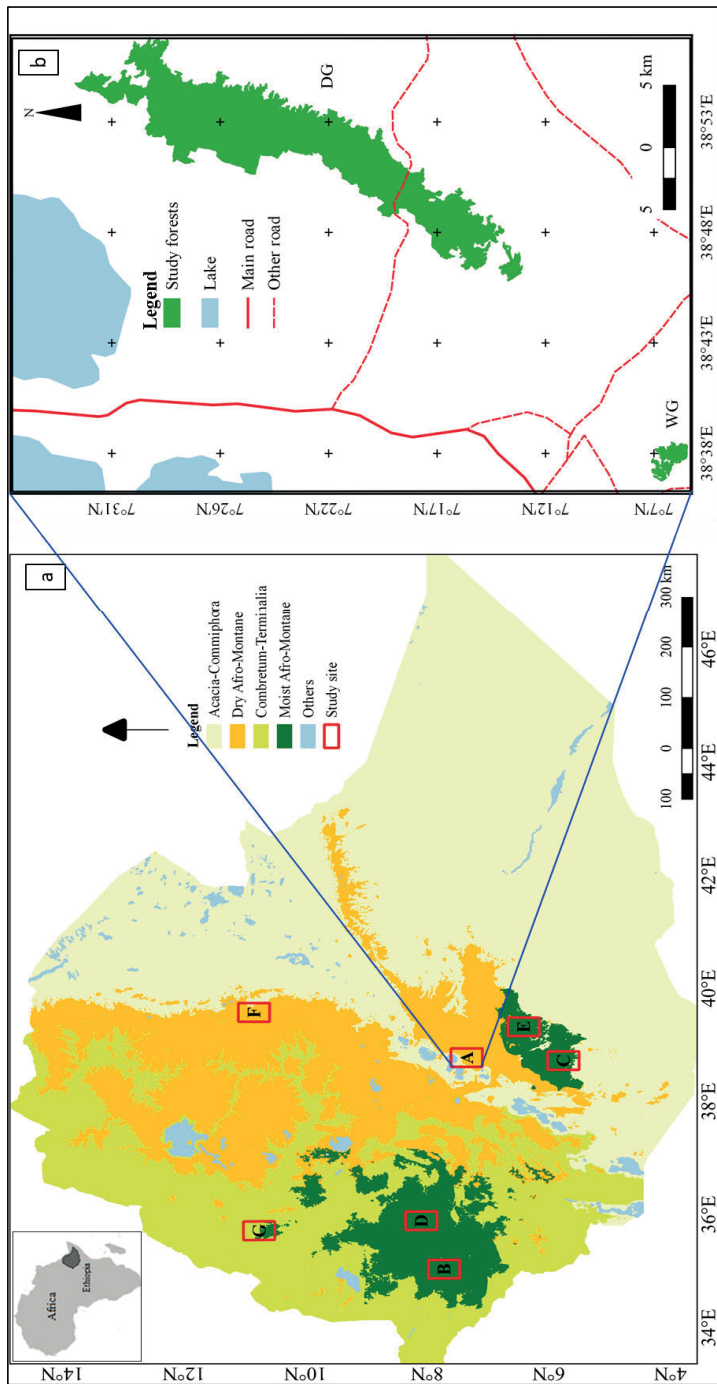 a
Africa
Ethiopia
Legend
Acacia-Commiphora
Dry Afro-Montane
Combretum-Terminalia
Moist Afro-Montane
Others
Study site
A
B
C
D
E
F
G
14°N
12°N
10°N
8°N
6°N
4°N
34°E
36°E
38°E
40°E
42°E
44°E
46°E
100 0 100 200 300 km
b
N
Legend
Study forests
Lake
Main road
Other road
DG
WG
7°31'N
7°26'N
7°22'N
7°17'N
7°12'N
7°7'N
38°38'E
38°43'E
38°48'E
38°53'E
5 0 5 km